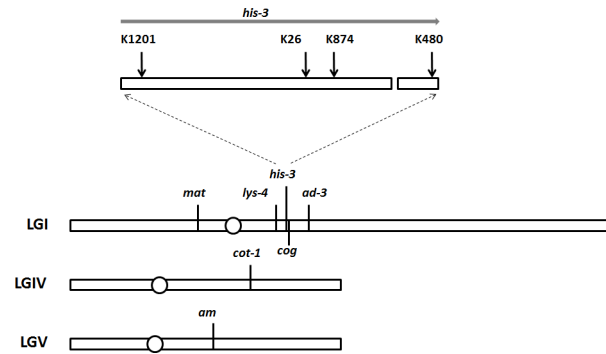 his-3
K1201 K26 K874 K480
his-3
mat lys-4 ad-3
LGI
cog
cot-1
LGIV
am
LGV